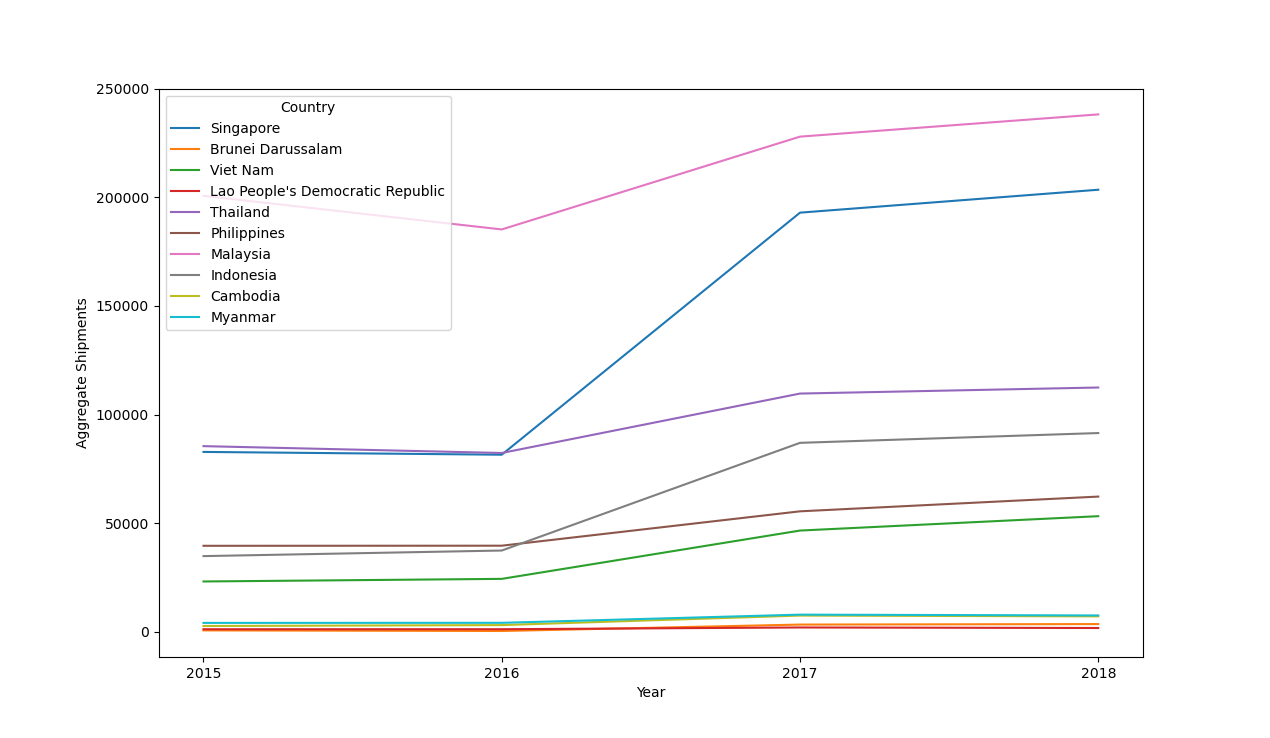 250000
200000
150000
100000
50000
0
Aggregate Shipments
Country
Singapore
Brunei Darussalam
Viet Nam
Lao People's Democratic Republic
Thailand
Philippines
Malaysia
Indonesia
Cambodia
Myanmar
2015 2016 2017 2018
Year